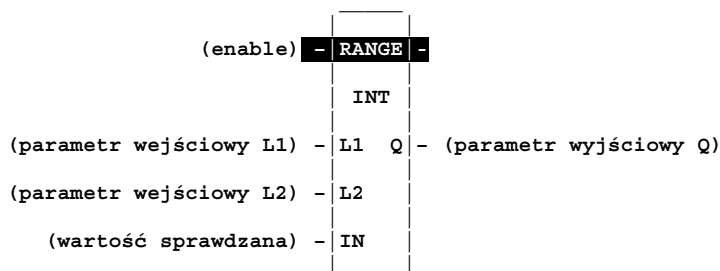 (enable) - RANGE -
INT
(parametr wejściowy L1) - L1 Q - (parametr wyjściowy Q)
(parametr wejściowy L2) - L2
(wartość sprawdzana) - IN